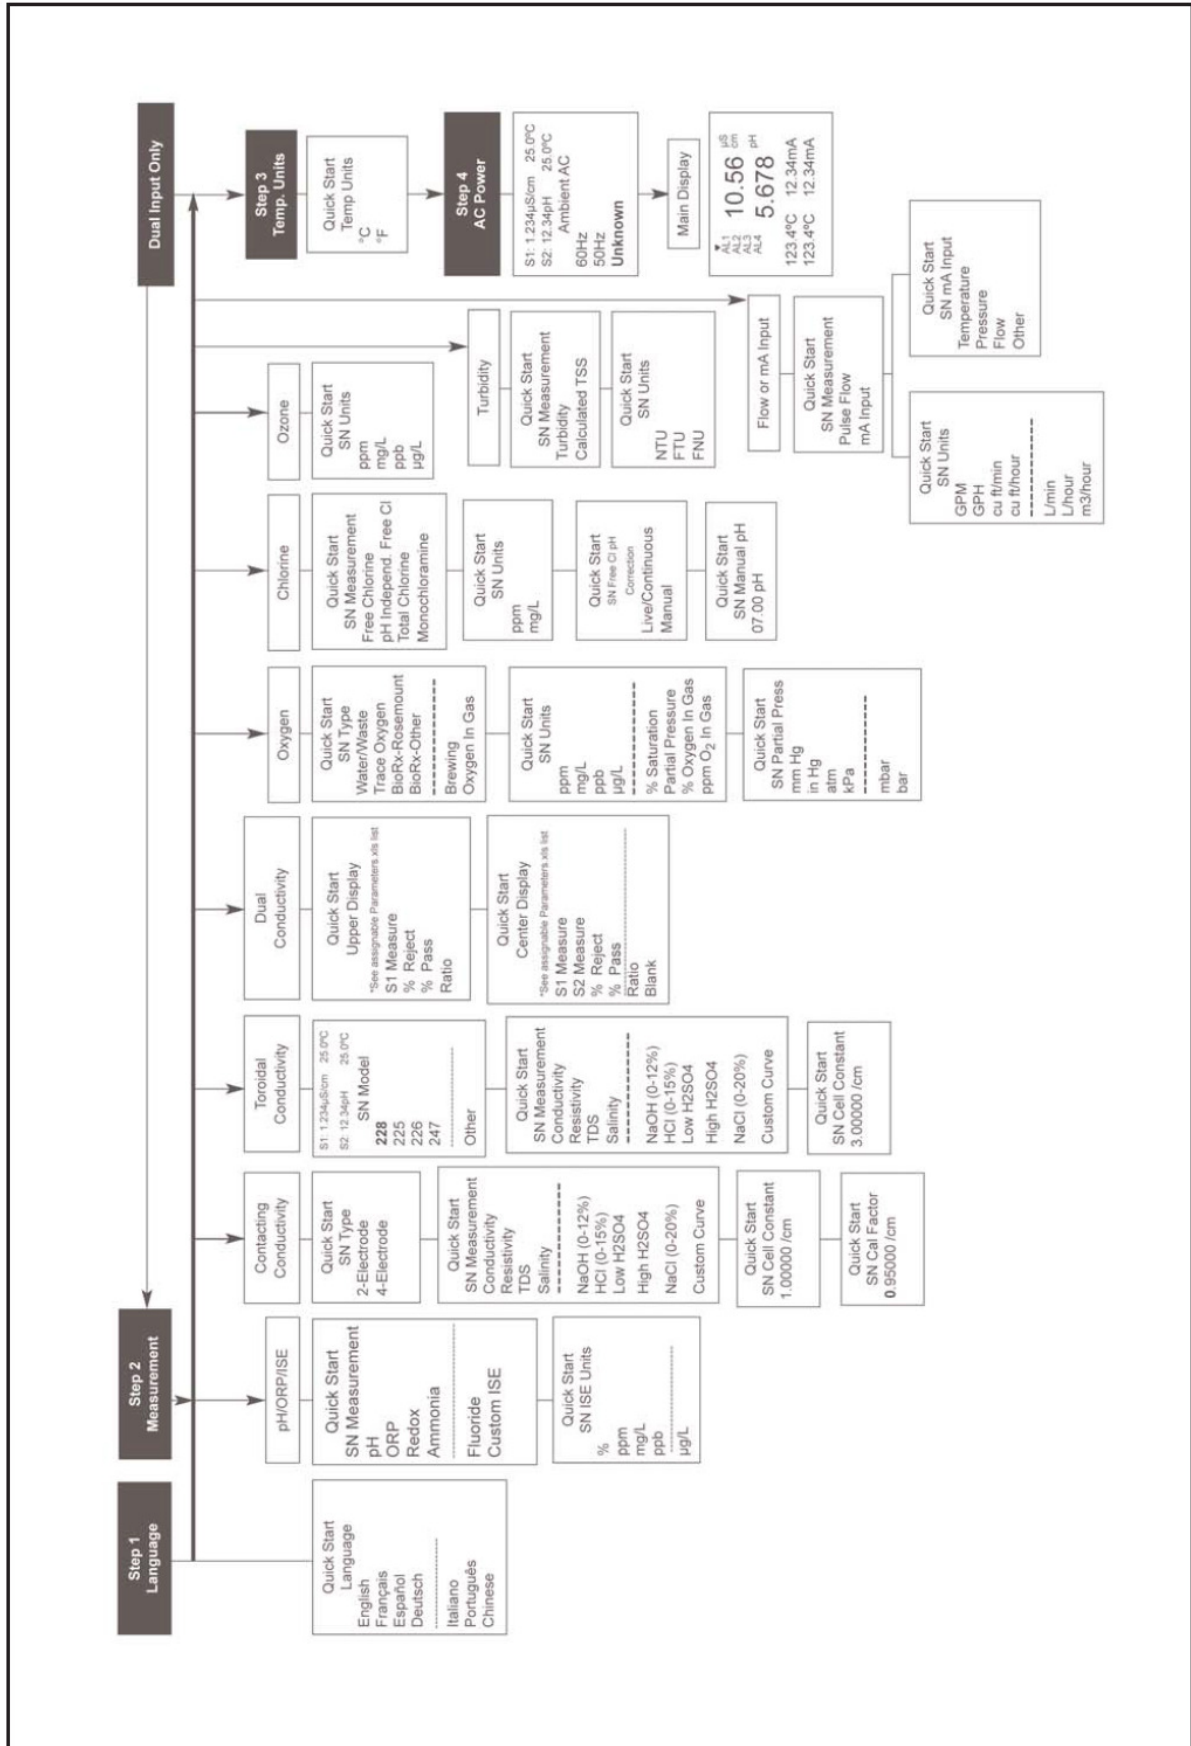 Step 1
Language
Quick Start
Language
English
Français
Español
Deutsch
Italiano
Português
Chinese
Step 2
Measurement
pH/ORP/ISE
Quick Start
SN Measurement
pH
ORP
Redox
Ammonia
Fluoride
Custom ISE
Quick Start
SN ISE Units
%
ppm
mg/L
ppb
µg/L
Contacting
Conductivity
Quick Start
SN Type
2-Electrode
4-Electrode
Quick Start
SN Measurement
Conductivity
Resistivity
TDS
Salinity
NaOH (0-12%)
HCl (0-15%)
Low H2SO4
High H2SO4
NaCl (0-20%)
Custom Curve
Quick Start
SN Cell Constant
1.00000 /cm
Quick Start
SN Cal Factor
0.95000 /cm
Toroidal
Conductivity
S1: 1.234µS/cm 25.0ºC
S2: 12.34pH 25.0ºC
SN Model
228
225
226
247
Other
Quick Start
SN Measurement
Conductivity
Resistivity
TDS
Salinity
NaOH (0-12%)
HCl (0-15%)
Low H2SO4
High H2SO4
NaCl (0-20%)
Custom Curve
Quick Start
SN Cell Constant
3.00000 /cm
Dual
Conductivity
Quick Start
Upper Display
*See assignable Parameters.xls list
S1 Measure
% Reject
% Pass
Ratio
Quick Start
Center Display
*See assignable Parameters.xls list
S1 Measure
S2 Measure
% Reject
% Pass
Ratio
Blank
Oxygen
Quick Start
SN Type
Water/Waste
Trace Oxygen
BioRx-Rosemount
BioRx-Other
Brewing
Oxygen In Gas
Quick Start
SN Units
ppm
mg/L
ppb
µg/L
% Saturation
Partial Pressure
% Oxygen In Gas
ppm O2 In Gas
Quick Start
SN Partial Press
mm Hg
in Hg
atm
kPa
mbar
bar
Chlorine
Quick Start
SN Measurement
Free Chlorine
pH Independ. Free Cl
Total Chlorine
Monochloramine
Quick Start
SN Units
ppm
mg/L
Quick Start
SN Free Cl pH
Correction
Live/Continuous
Manual
Quick Start
SN Manual pH
07.00 pH
Ozone
Quick Start
SN Units
ppm
mg/L
ppb
µg/L
Turbidity
Quick Start
SN Measurement
Turbidity
Calculated TSS
Quick Start
SN Units
NTU
FTU
FNU
Flow or mA Input
Quick Start
SN Measurement
Pulse Flow
mA Input
Quick Start
SN Units
GPM
GPH
cu ft/min
cu ft/hour
L/min
L/hour
m3/hour
Quick Start
SN mA Input
Temperature
Pressure
Flow
Other
Dual Input Only
Step 3
Temp. Units
Quick Start
Temp Units
°C
°F
Step 4
AC Power
S1: 1.234µS/cm 25.0ºC
S2: 12.34pH 25.0ºC
Ambient AC
60Hz
50Hz
Unknown
Main Display
AL1
AL2
AL3
AL4
10.56 µS
cm
5.678 pH
123.4ºC 12.34mA
123.4ºC 12.34mA